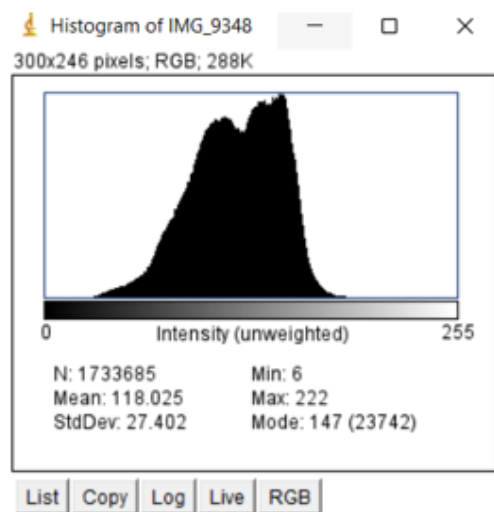 Histogram of IMG_9348
300x246 pixels; RGB; 288K
0 Intensity (unweighted) 255
N: 1733685 Min: 6
Mean: 118.025 Max: 222
StdDev: 27.402 Mode: 147 (23742)
List Copy Log Live RGB